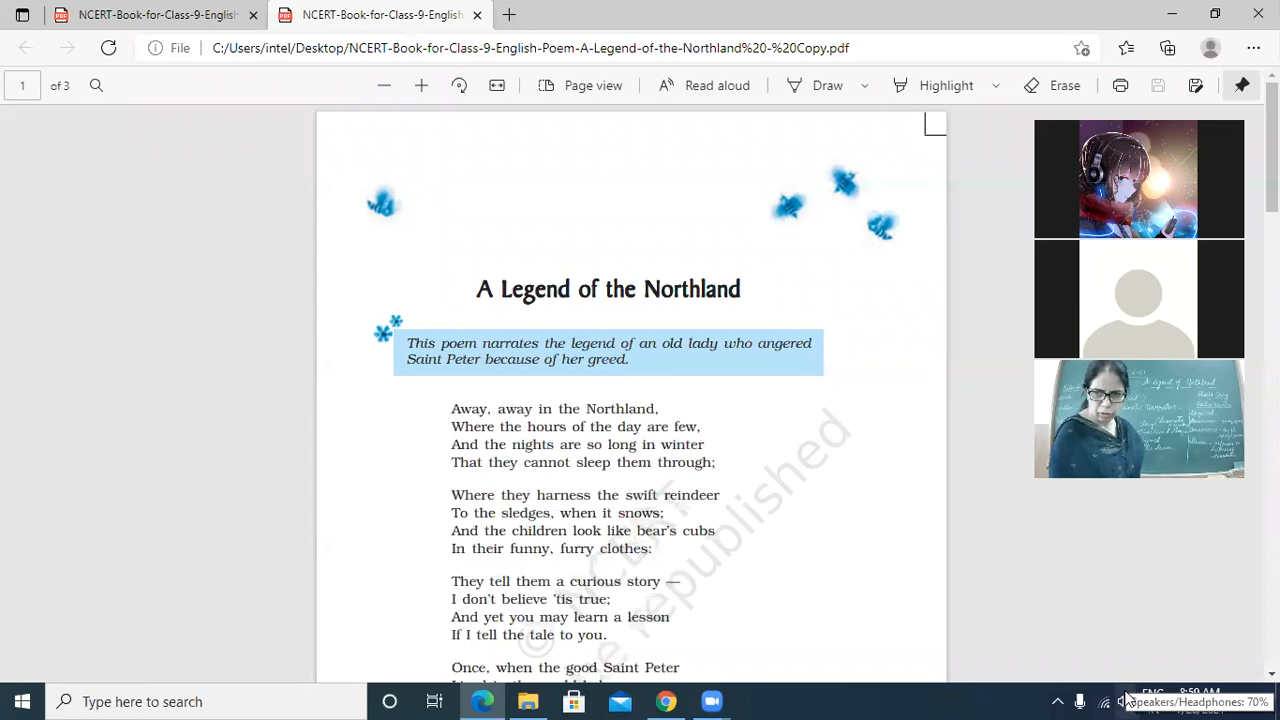 NCERT-Book-for-Class-9-English
NCERT-Book-for-Class-9-English
File
C:/Users/intel/Desktop/NCERT-Book-for-Class-9-English-Poem-A-Legend-of-the-Northland%20-%20Copy.pdf
1 of 3
Page view
Read aloud
Draw
Highlight
Erase
A Legend of the Northland
This poem narrates the legend of an old lady who angered
Saint Peter because of her greed.
Away, away in the Northland,
Where the hours of the day are few,
And the nights are so long in winter
That they cannot sleep them through;
Where they harness the swift reindeer
To the sledges, when it snows;
And the children look like bear's cubs
In their funny, furry clothes:
They tell them a curious story —
I don't believe 'tis true;
And yet you may learn a lesson
If I tell the tale to you.
Once, when the good Saint Peter
© NCERT
be republished
A Legend of Northland
Type here to search
ENG
8:59 AM
Speakers/Headphones: 70%